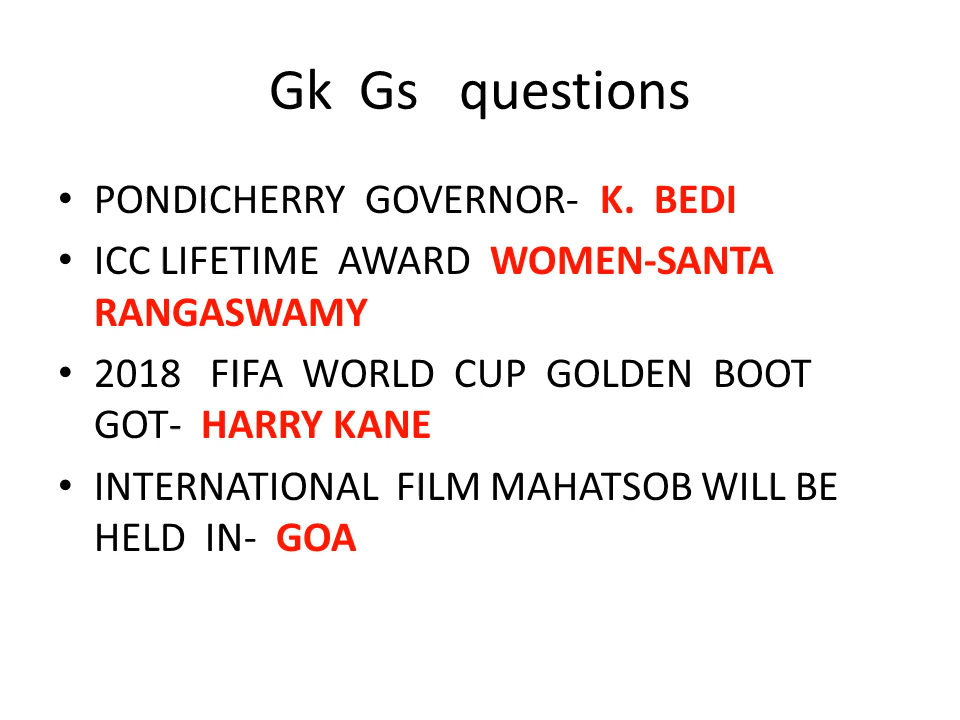 Gk Gs questions
• PONDICHERRY GOVERNOR- K. BEDI
• ICC LIFETIME AWARD WOMEN-SANTA
RANGASWAMY
• 2018 FIFA WORLD CUP GOLDEN BOOT
GOT- HARRY KANE
• INTERNATIONAL FILM MAHATSOB WILL BE
HELD IN- GOA